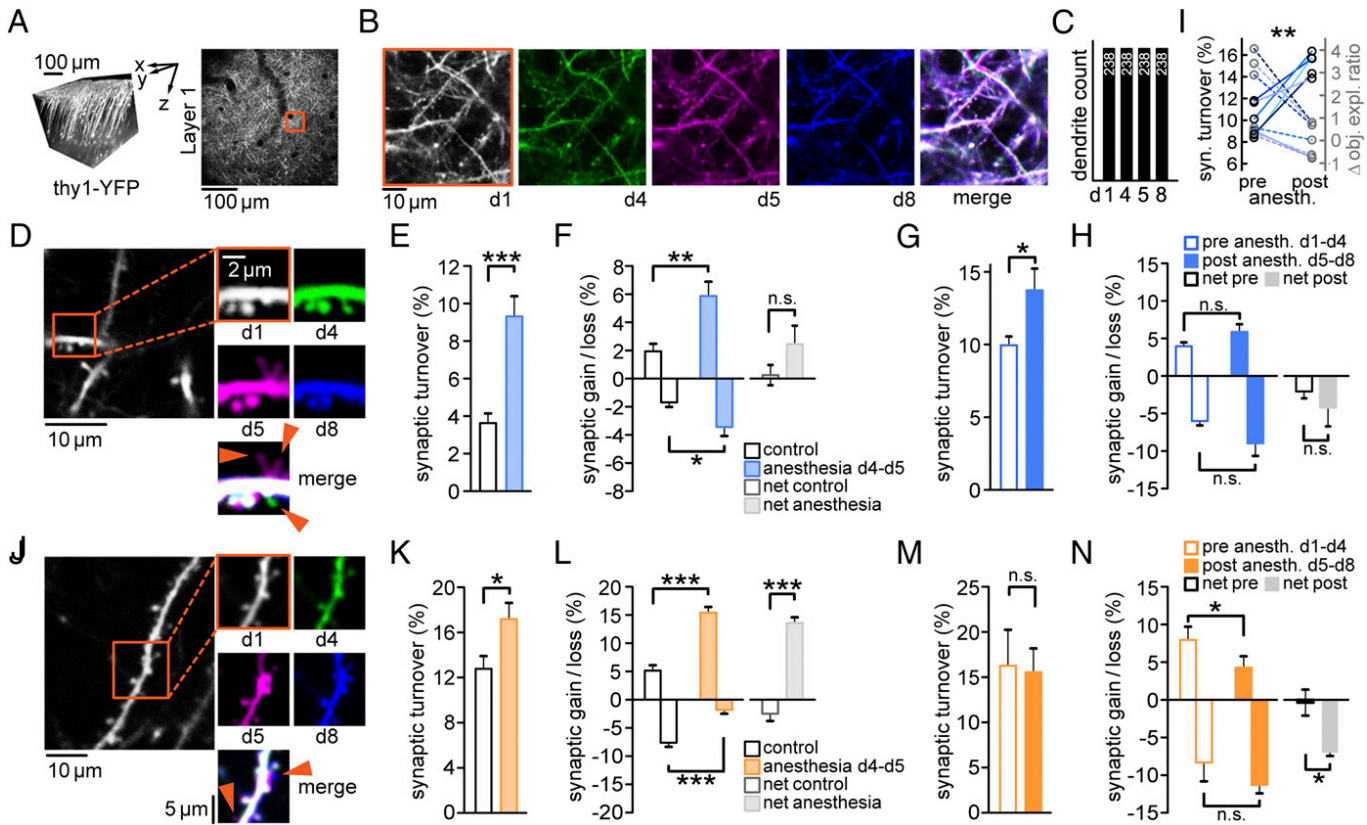 A
100 μm
x
y
z
thy1-YFP
Layer 1
100 μm
B
10 μm
d1
d4
d5
d8
merge
C
dendrite count
238
238
238
238
d 1 4 5 8
I
**
syn. turnover (%)
16
14
12
10
8
6
4
3
2
1
0
-1
Δ obj. expl. ratio
pre
post
anesth.
D
10 μm
2 μm
d1
d4
d5
d8
merge
E
***
synaptic turnover (%)
12
10
8
6
4
2
0
F
**
n.s.
synaptic gain / loss (%)
8
6
4
2
0
-2
-4
-6
-8
*
control
anesthesia d4-d5
net control
net anesthesia
G
*
synaptic turnover (%)
15
10
5
0
H
pre anesth. d1-d4
post anesth. d5-d8
net pre
net post
synaptic gain / loss (%)
10
5
0
-5
-10
-15
n.s.
n.s.
n.s.
J
10 μm
d1
d4
d5
d8
merge
5 μm
K
*
synaptic turnover (%)
20
16
12
8
4
0
L
***
***
synaptic gain / loss (%)
20
15
10
5
0
-5
-10
-15
-20
***
control
anesthesia d4-d5
net control
net anesthesia
M
n.s.
synaptic turnover (%)
25
20
15
10
5
0
N
pre anesth. d1-d4
post anesth. d5-d8
net pre
net post
synaptic gain / loss (%)
15
10
5
0
-5
-10
-15
*
n.s.
*